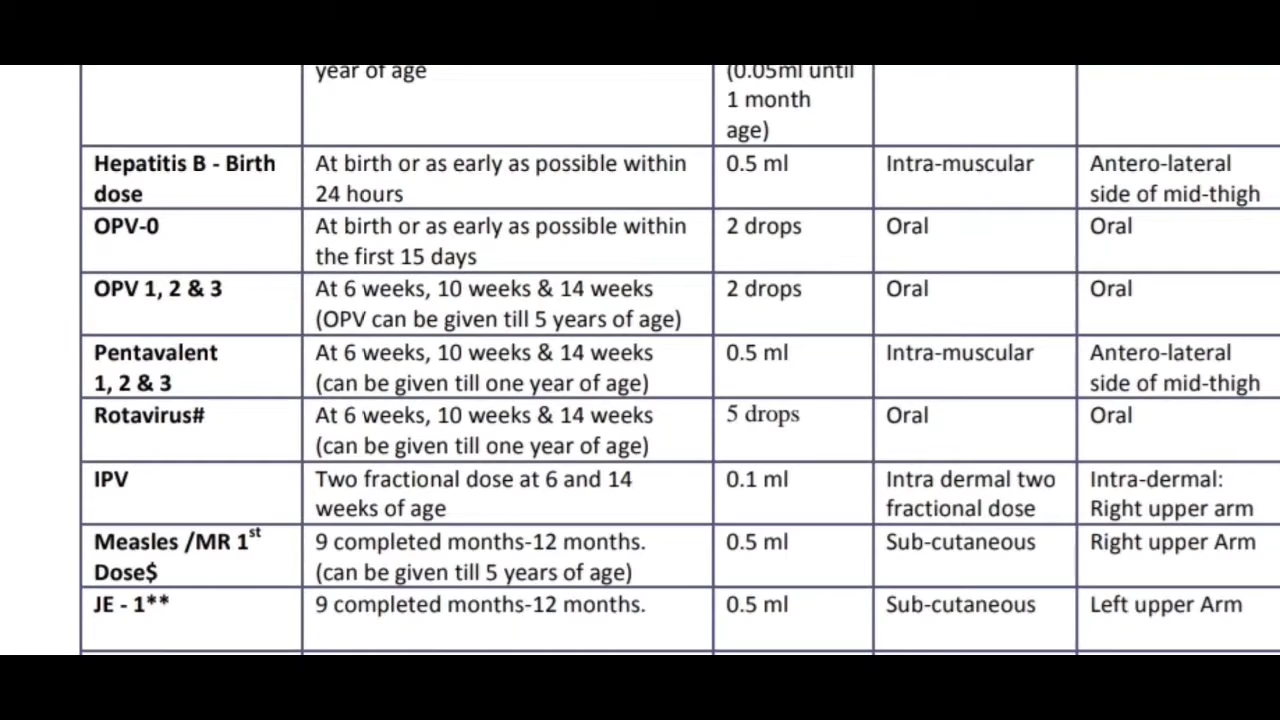 year of age
(0.05ml until
1 month
age)
Hepatitis B - Birth
dose
At birth or as early as possible within
24 hours
0.5 ml
Intra-muscular
Antero-lateral
side of mid-thigh
OPV-0
At birth or as early as possible within
the first 15 days
2 drops
Oral
Oral
OPV 1, 2 & 3
At 6 weeks, 10 weeks & 14 weeks
(OPV can be given till 5 years of age)
2 drops
Oral
Oral
Pentavalent
1, 2 & 3
At 6 weeks, 10 weeks & 14 weeks
(can be given till one year of age)
0.5 ml
Intra-muscular
Antero-lateral
side of mid-thigh
Rotavirus#
At 6 weeks, 10 weeks & 14 weeks
(can be given till one year of age)
5 drops
Oral
Oral
IPV
Two fractional dose at 6 and 14
weeks of age
0.1 ml
Intra dermal two
fractional dose
Intra-dermal:
Right upper arm
Measles /MR 1st
Dose$
9 completed months-12 months.
(can be given till 5 years of age)
0.5 ml
Sub-cutaneous
Right upper Arm
JE - 1**
9 completed months-12 months.
0.5 ml
Sub-cutaneous
Left upper Arm